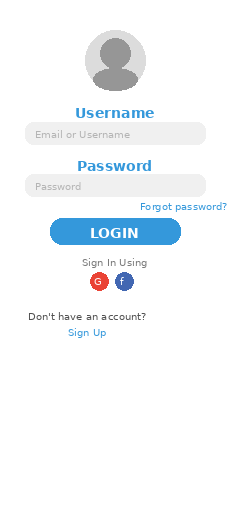 Username
Email or Username
Password
Password
Forgot password?
LOGIN
Sign In Using
G f
Don't have an account?
Sign Up